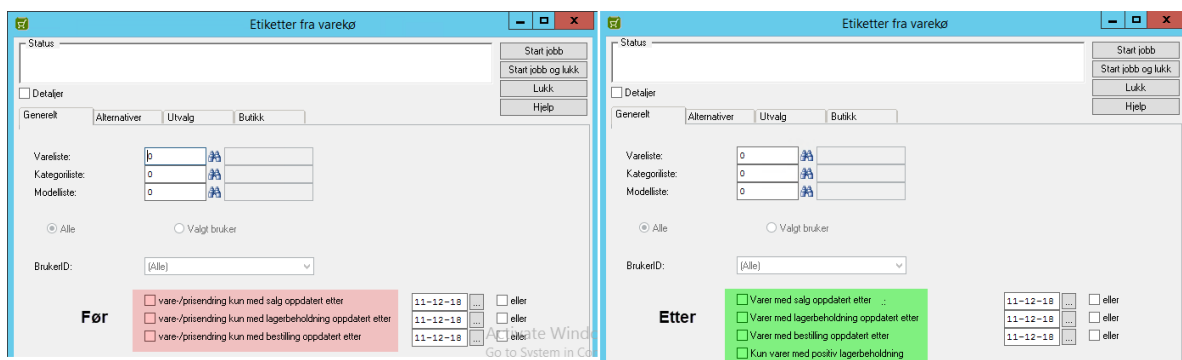 Etiketter fra varekø
Status
Start jobb
Start jobb og lukk
Lukk
Hjelp
Detaljer
Generelt Alternativer Utvalg Butikk
Vareliste: 0
Kategoriliste: 0
Modelliste: 0
Alle Valgt bruker
BrukerID: (Alle)
Før
vare-/prisendring kun med salg oppdatert etter 11-12-18 ... eller
vare-/prisendring kun med lagerbeholdning oppdatert etter 11-12-18 ... eller
vare-/prisendring kun med bestilling oppdatert etter 11-12-18 ... eller
Activate Windo
Go to System in Co
Etiketter fra varekø
Status
Start jobb
Start jobb og lukk
Lukk
Hjelp
Detaljer
Generelt Alternativer Utvalg Butikk
Vareliste: 0
Kategoriliste: 0
Modelliste: 0
Alle Valgt bruker
BrukerID: (Alle)
Etter
Varer med salg oppdatert etter .: 11-12-18 ... eller
Varer med lagerbeholdning oppdatert etter 11-12-18 ... eller
Varer med bestilling oppdatert etter 11-12-18 ... eller
Kun varer med positiv lagerbeholdning